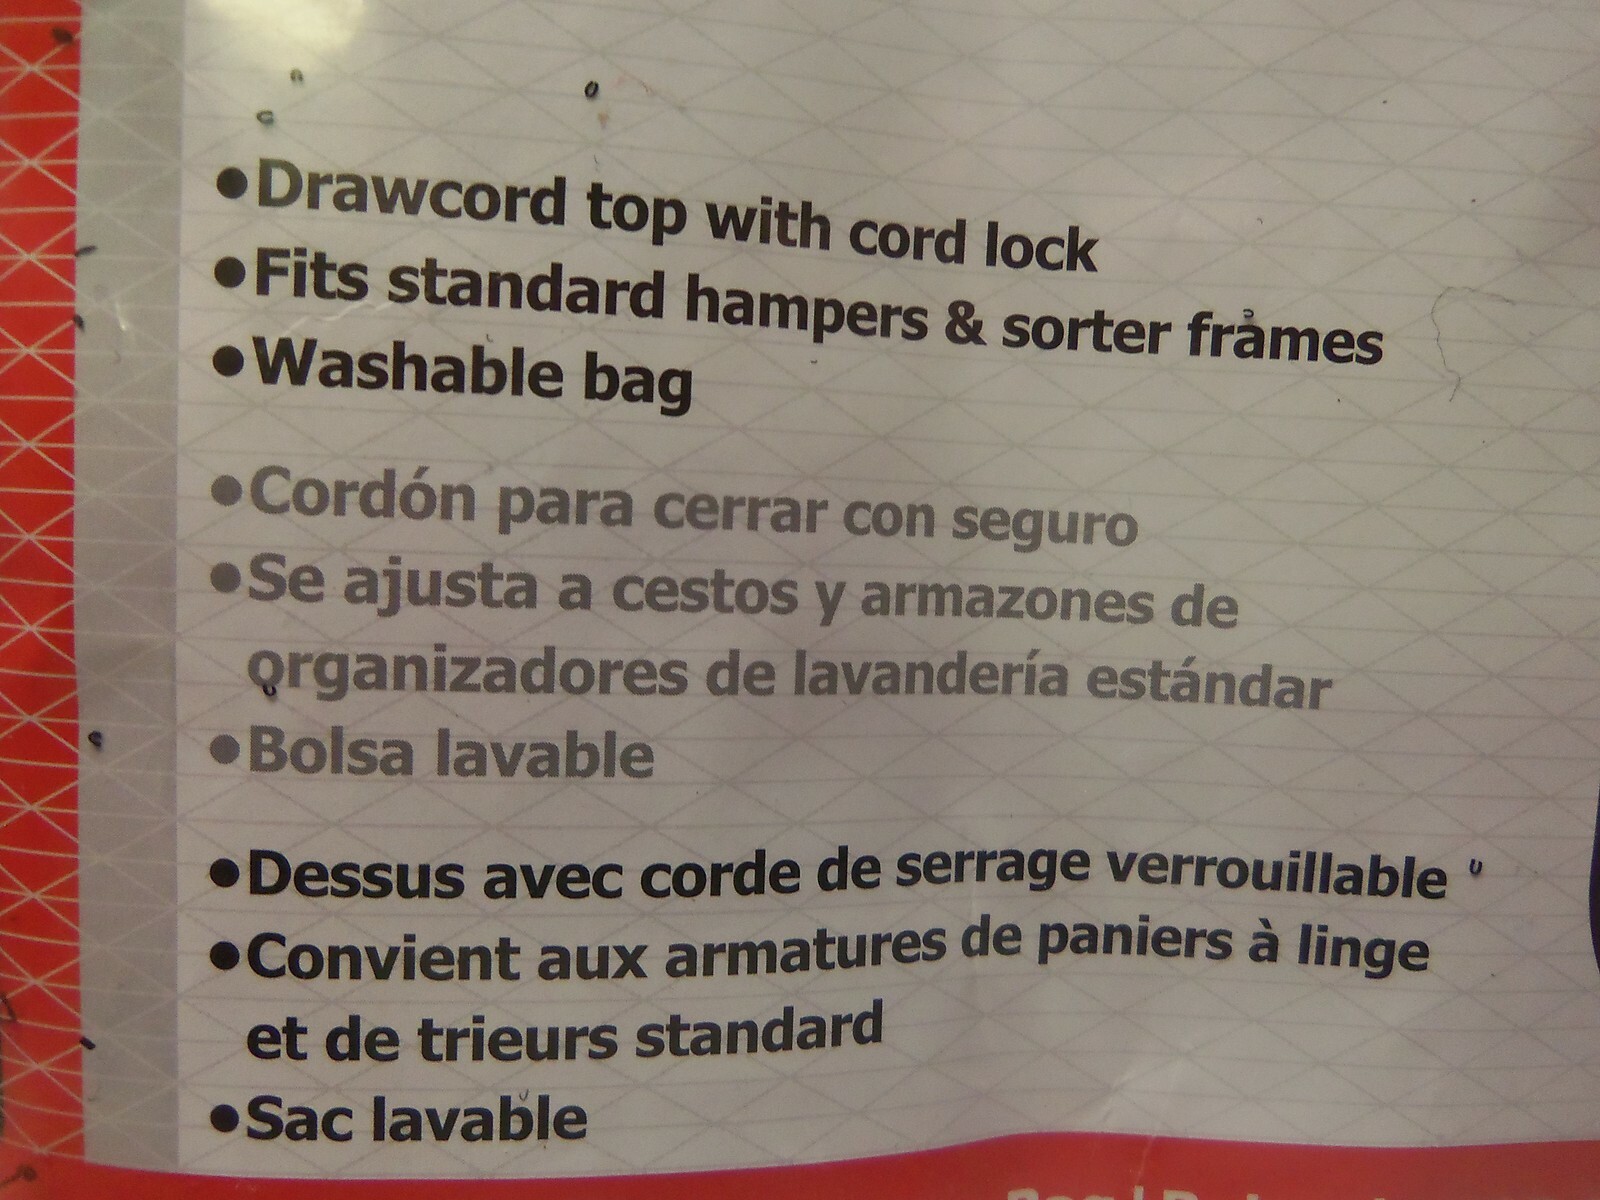 •Drawcord top with cord lock
•Fits standard hampers & sorter frames
•Washable bag
•Cordón para cerrar con seguro
•Se ajusta a cestos y armazones de
organizadores de lavandería estándar
•Bolsa lavable
•Dessus avec corde de serrage verrouillable
•Convient aux armatures de paniers à linge
et de trieurs standard
•Sac lavable